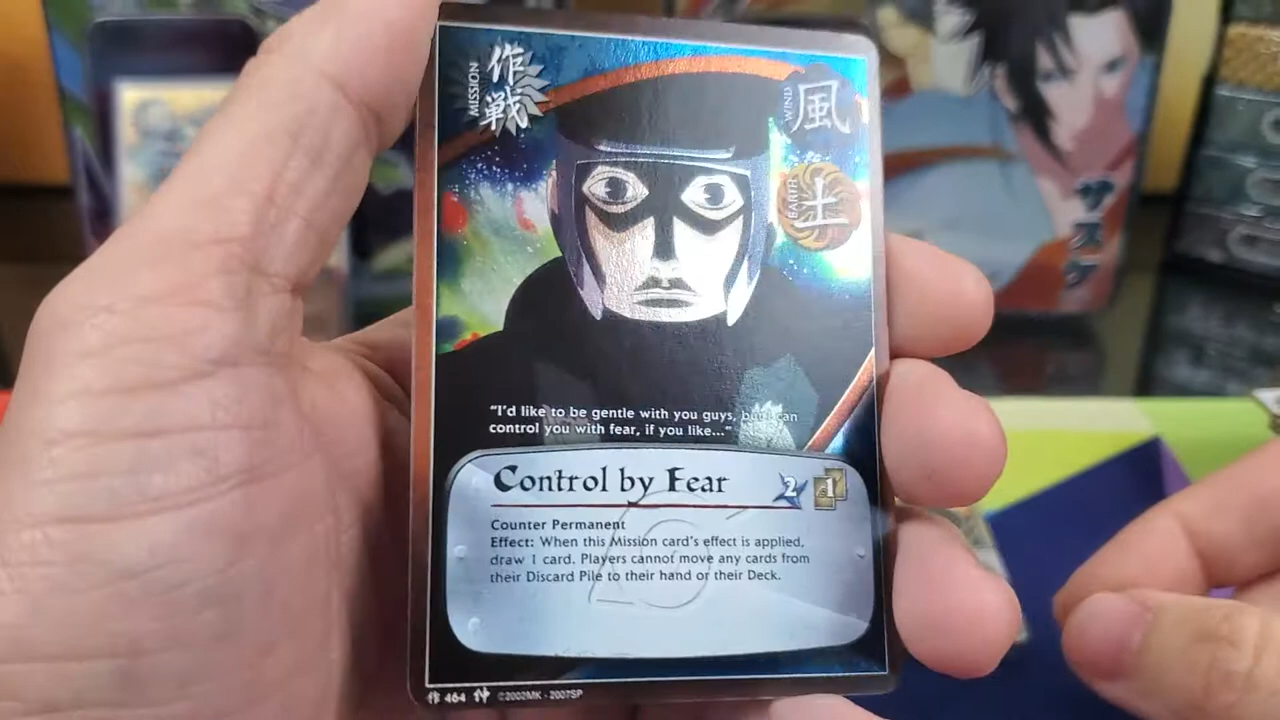 MISSION
作戦
WIND
風
EARTH
土
"I'd like to be gentle with you guys, but I can
control you with fear, if you like..."
Control by Fear
2
1
Counter Permanent
Effect: When this Mission card's effect is applied,
draw 1 card. Players cannot move any cards from
their Discard Pile to their hand or their Deck.
作 464
©2002MK - 2007SP
サスケ